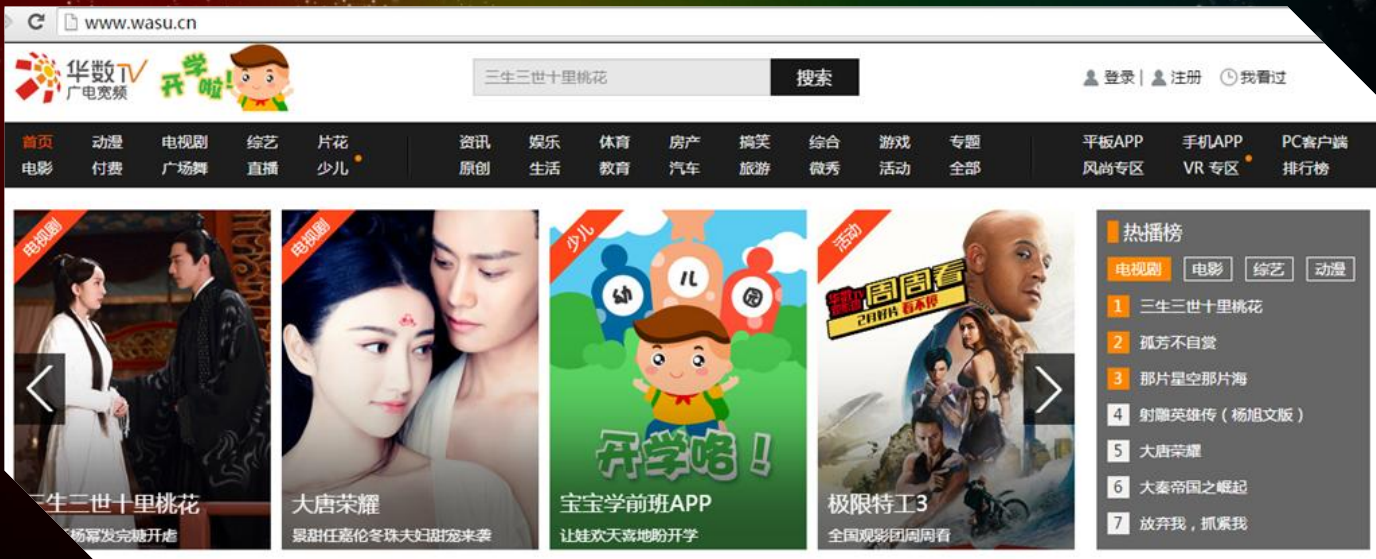 www.wasu.cn
华数TV
广电宽频
开学啦!
三生三世十里桃花
搜索
登录 | 注册 我看过
首页 动漫 电视剧 综艺 片花 资讯 娱乐 体育 房产 搞笑 综合 游戏 专题 平板APP 手机APP PC客户端
电影 付费 广场舞 直播 少儿 原创 生活 教育 汽车 旅游 微秀 活动 全部 风尚专区 VR 专区 排行榜
电视剧
三生三世十里桃花
杨幂发完糖开虐
电视剧
大唐荣耀
景甜任嘉伦冬珠夫妇甜宠来袭
少儿
幼儿园
开学咯!
宝宝学前班APP
让娃欢天喜地盼开学
活动
华数TV
周周看
2月好片 看不停
极限特工3
全国观影团周周看
热播榜
电视剧 电影 综艺 动漫
1 三生三世十里桃花
2 孤芳不自赏
3 那片星空那片海
4 射雕英雄传(杨旭文版)
5 大唐荣耀
6 大秦帝国之崛起
7 放弃我,抓紧我